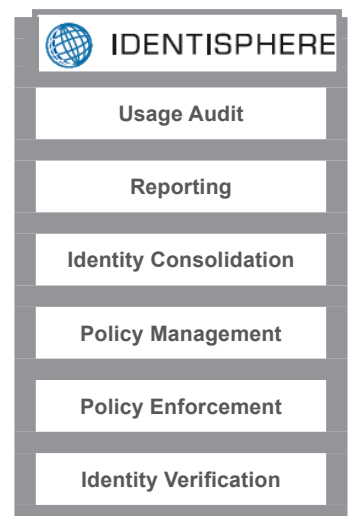 IDENTISPHERE
Usage Audit
Reporting
Identity Consolidation
Policy Management
Policy Enforcement
Identity Verification